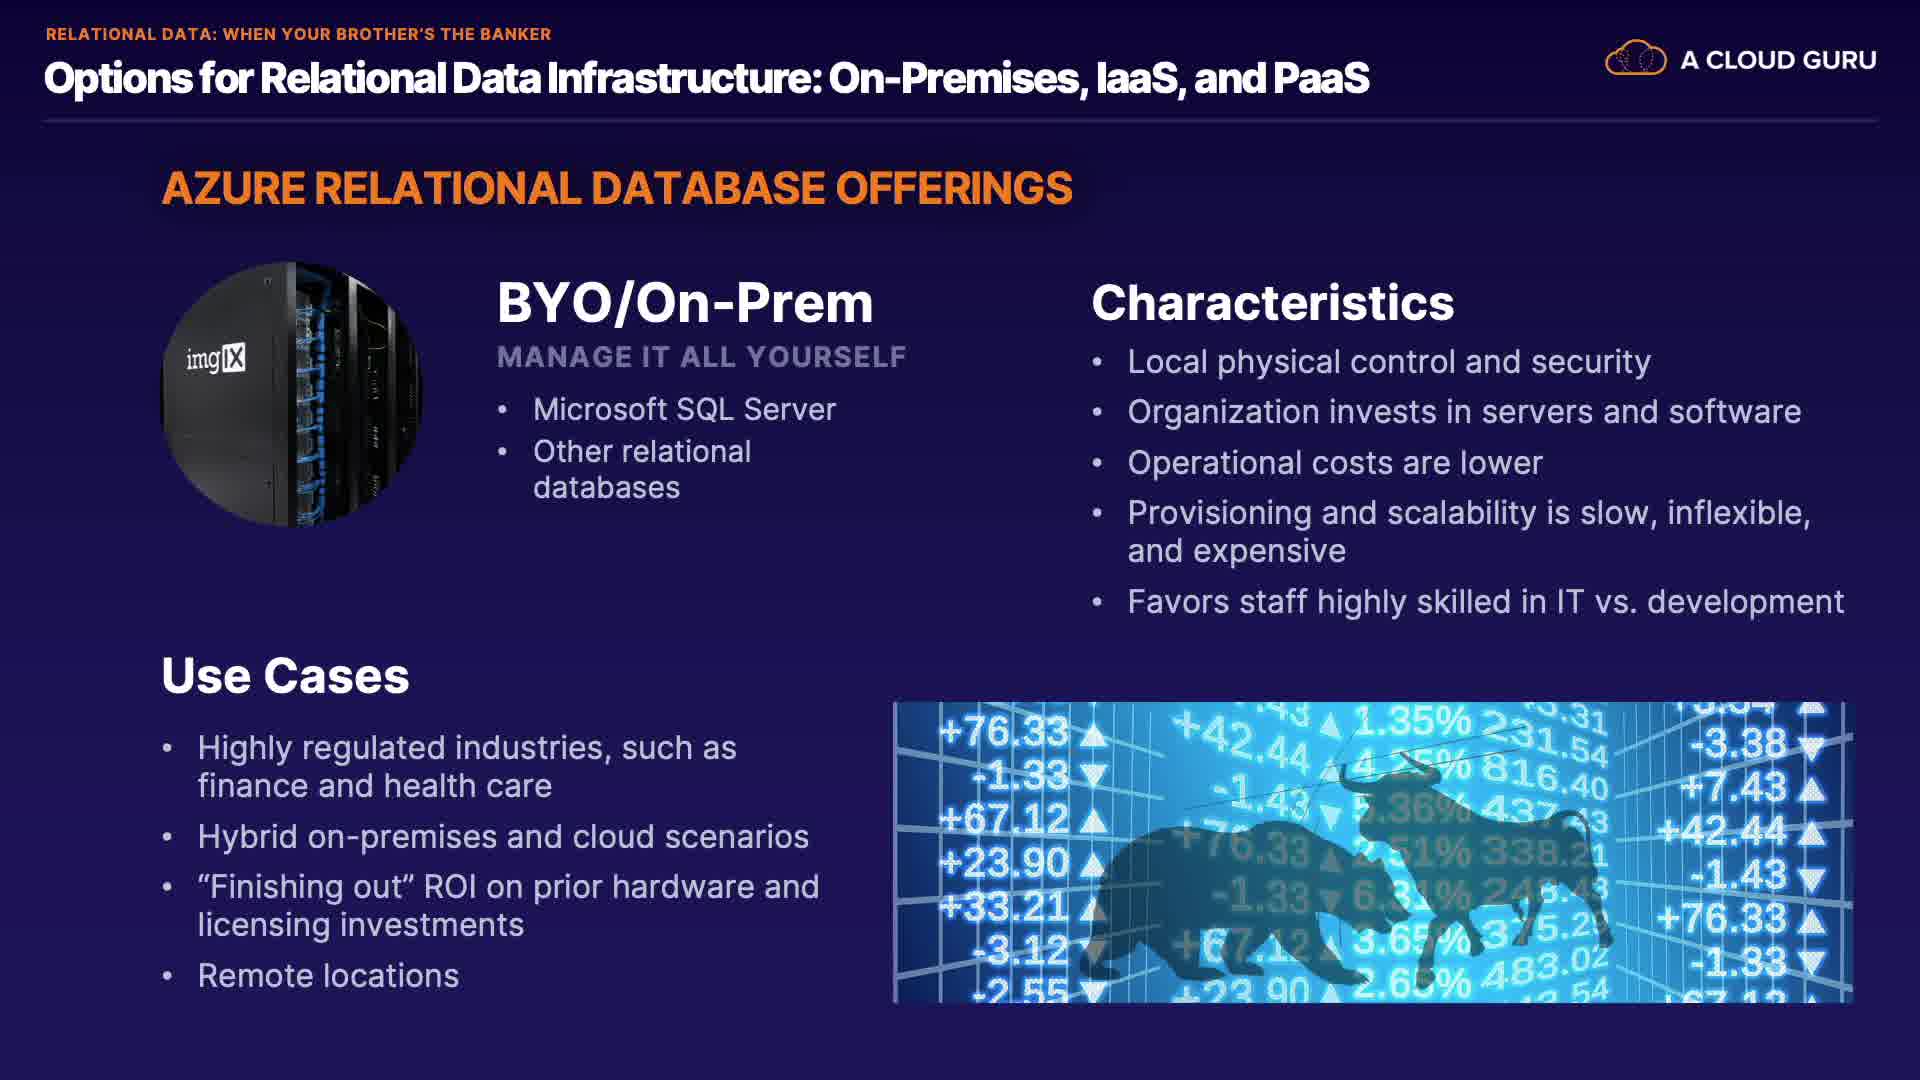 RELATIONAL DATA: WHEN YOUR BROTHER'S THE BANKER
Options for Relational Data Infrastructure: On-Premises, IaaS, and PaaS
A CLOUD GURU
AZURE RELATIONAL DATABASE OFFERINGS
imgIX
BYO/On-Prem
MANAGE IT ALL YOURSELF
• Microsoft SQL Server
• Other relational
databases
Characteristics
• Local physical control and security
• Organization invests in servers and software
• Operational costs are lower
• Provisioning and scalability is slow, inflexible,
and expensive
• Favors staff highly skilled in IT vs. development
Use Cases
• Highly regulated industries, such as
finance and health care
• Hybrid on-premises and cloud scenarios
• “Finishing out” ROI on prior hardware and
licensing investments
• Remote locations
+76.33 ▲
-1.33 ▼
+67.12 ▲
+23.90 ▲
+33.21 ▲
-3.12 ▼
-2.55 ▼
+42.44 ▲
-1.43 ▼
+76.33 ▲
-1.33 ▼
+67.12 ▲
+23.90 ▲
1.35% 231.54
816.40
5.36%
338.21
6.31%
3.65%
483.02
-3.38 ▼
+7.43 ▲
+42.44 ▲
-1.43 ▼
+76.33 ▲
-1.33 ▼